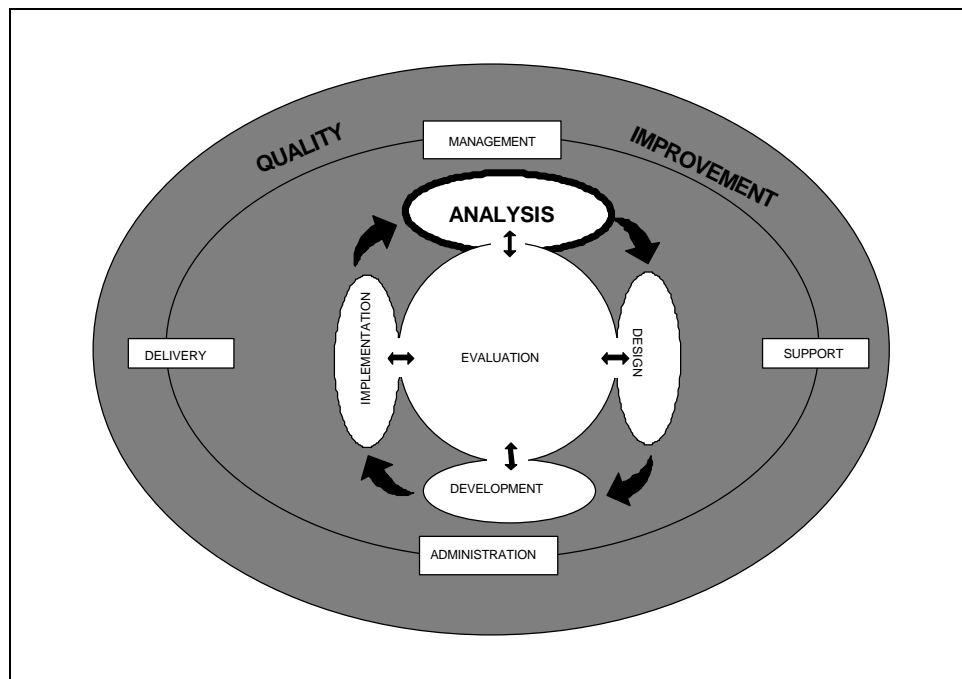 QUALITY
IMPROVEMENT
MANAGEMENT
ANALYSIS
IMPLEMENTATION
EVALUATION
DESIGN
DELIVERY
SUPPORT
DEVELOPMENT
ADMINISTRATION